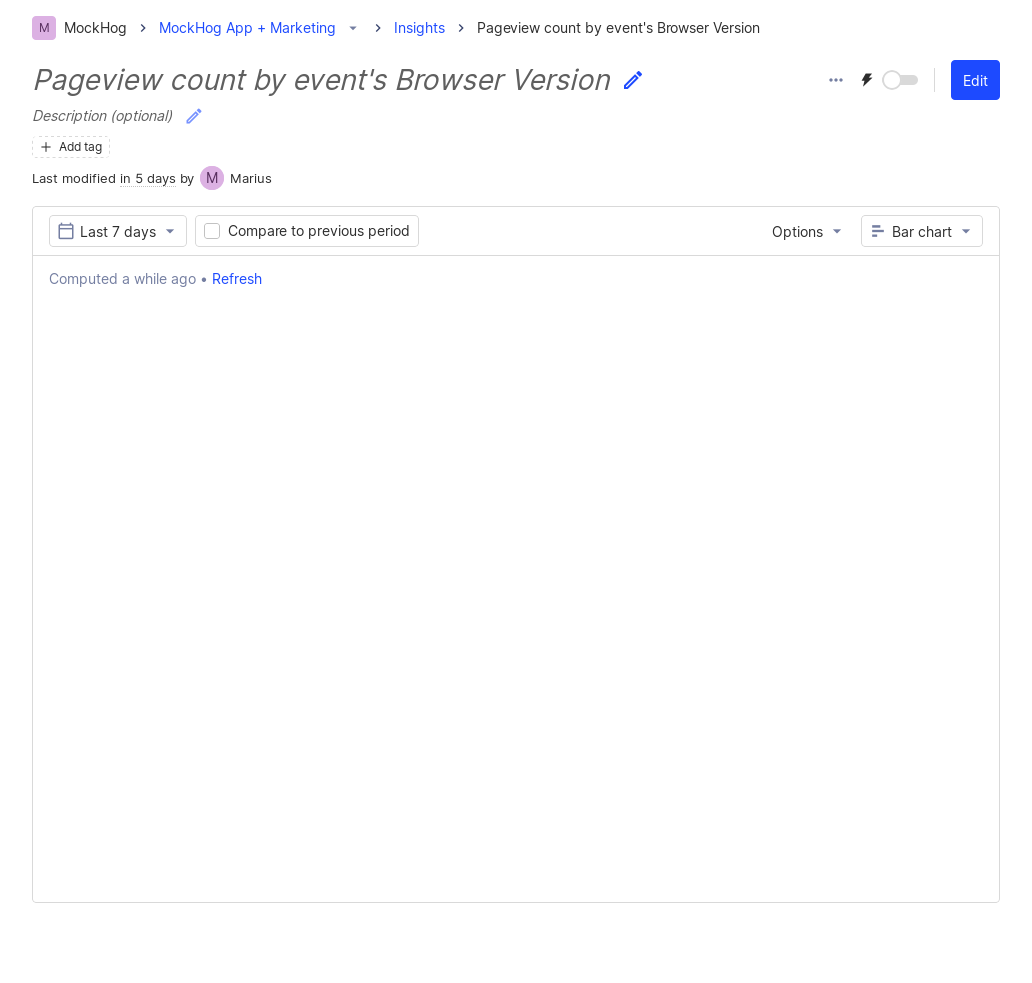 M MockHog MockHog App + Marketing Insights Pageview count by event's Browser Version
Pageview count by event's Browser Version
Edit
Description (optional)
Add tag
Last modified in 5 days by M Marius
Last 7 days Compare to previous period Options Bar chart
Computed a while ago • Refresh